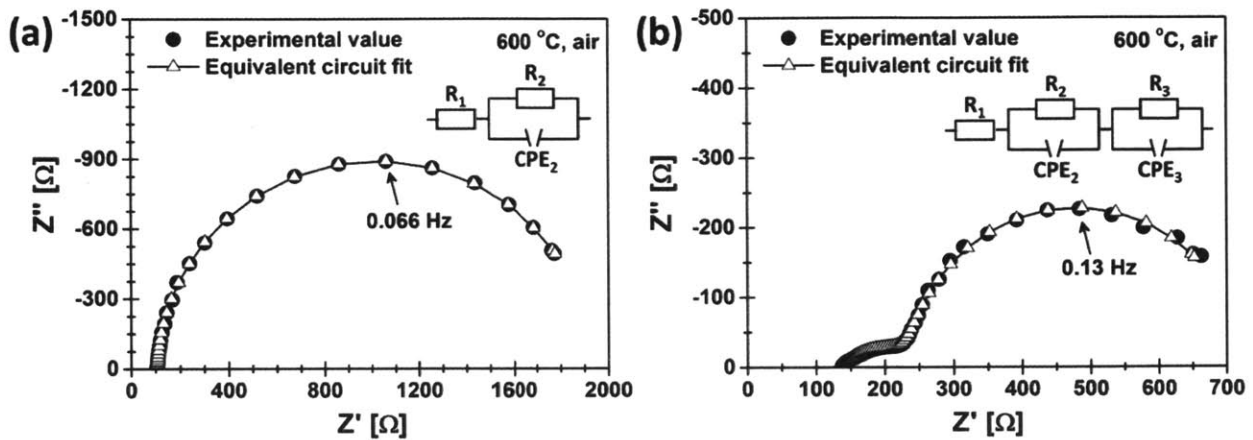 (a)
-1500
-1200
-900
-600
-300
0
Z" [Ω]
● Experimental value
△ Equivalent circuit fit
600 °C, air
R1
R2
CPE2
0.066 Hz
0 400 800 1200 1600 2000
Z' [Ω]
(b)
-500
-400
-300
-200
-100
0
Z" [Ω]
● Experimental value
△ Equivalent circuit fit
600 °C, air
R1
R2
R3
CPE2
CPE3
0.13 Hz
0 100 200 300 400 500 600 700
Z' [Ω]